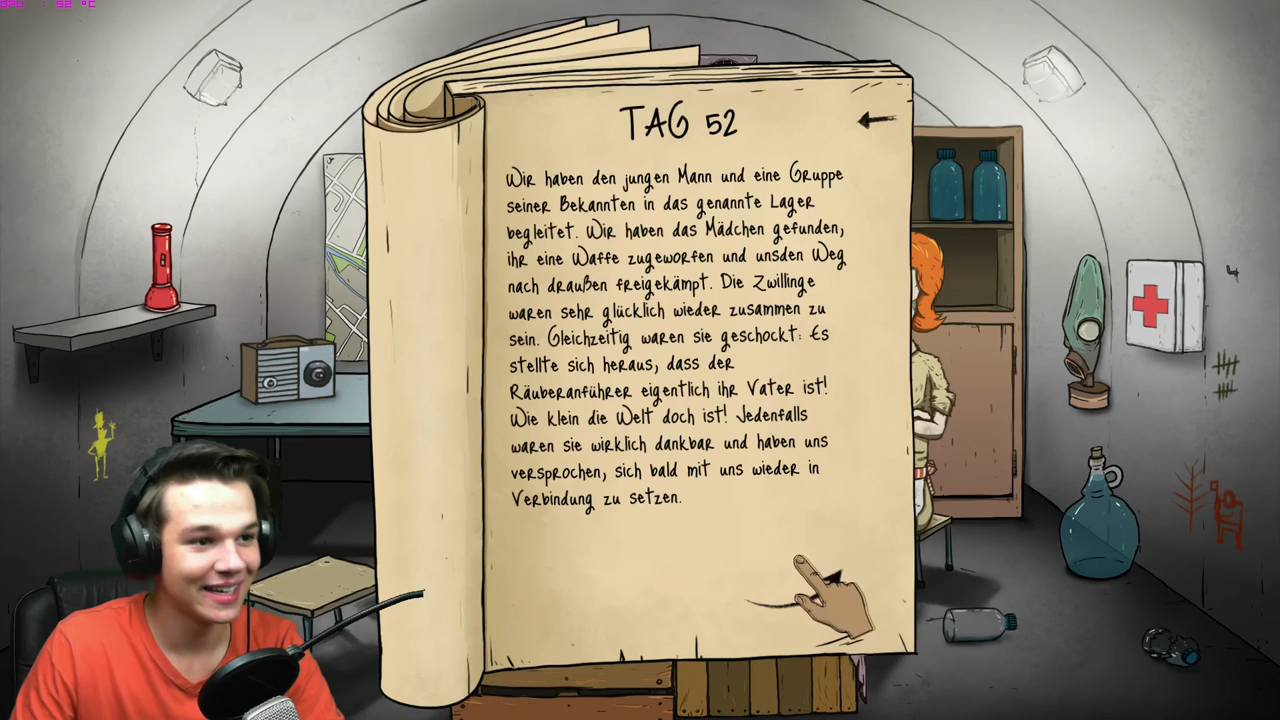 GPU : 52 °C
TAG 52
Wir haben den jungen Mann und eine Gruppe
seiner Bekannten in das genannte Lager
begleitet. Wir haben das Mädchen gefunden,
ihr eine Waffe zugeworfen und unsden Weg
nach draußen freigekämpt. Die Zwillinge
waren sehr glücklich wieder zusammen zu
sein. Gleichzeitig waren sie geschockt: Es
stellte sich heraus, dass der
Räuberanführer eigentlich ihr Vater ist!
Wie klein die Welt doch ist! Jedenfalls
waren sie wirklich dankbar und haben uns
versprochen, sich bald mit uns wieder in
Verbindung zu setzen.